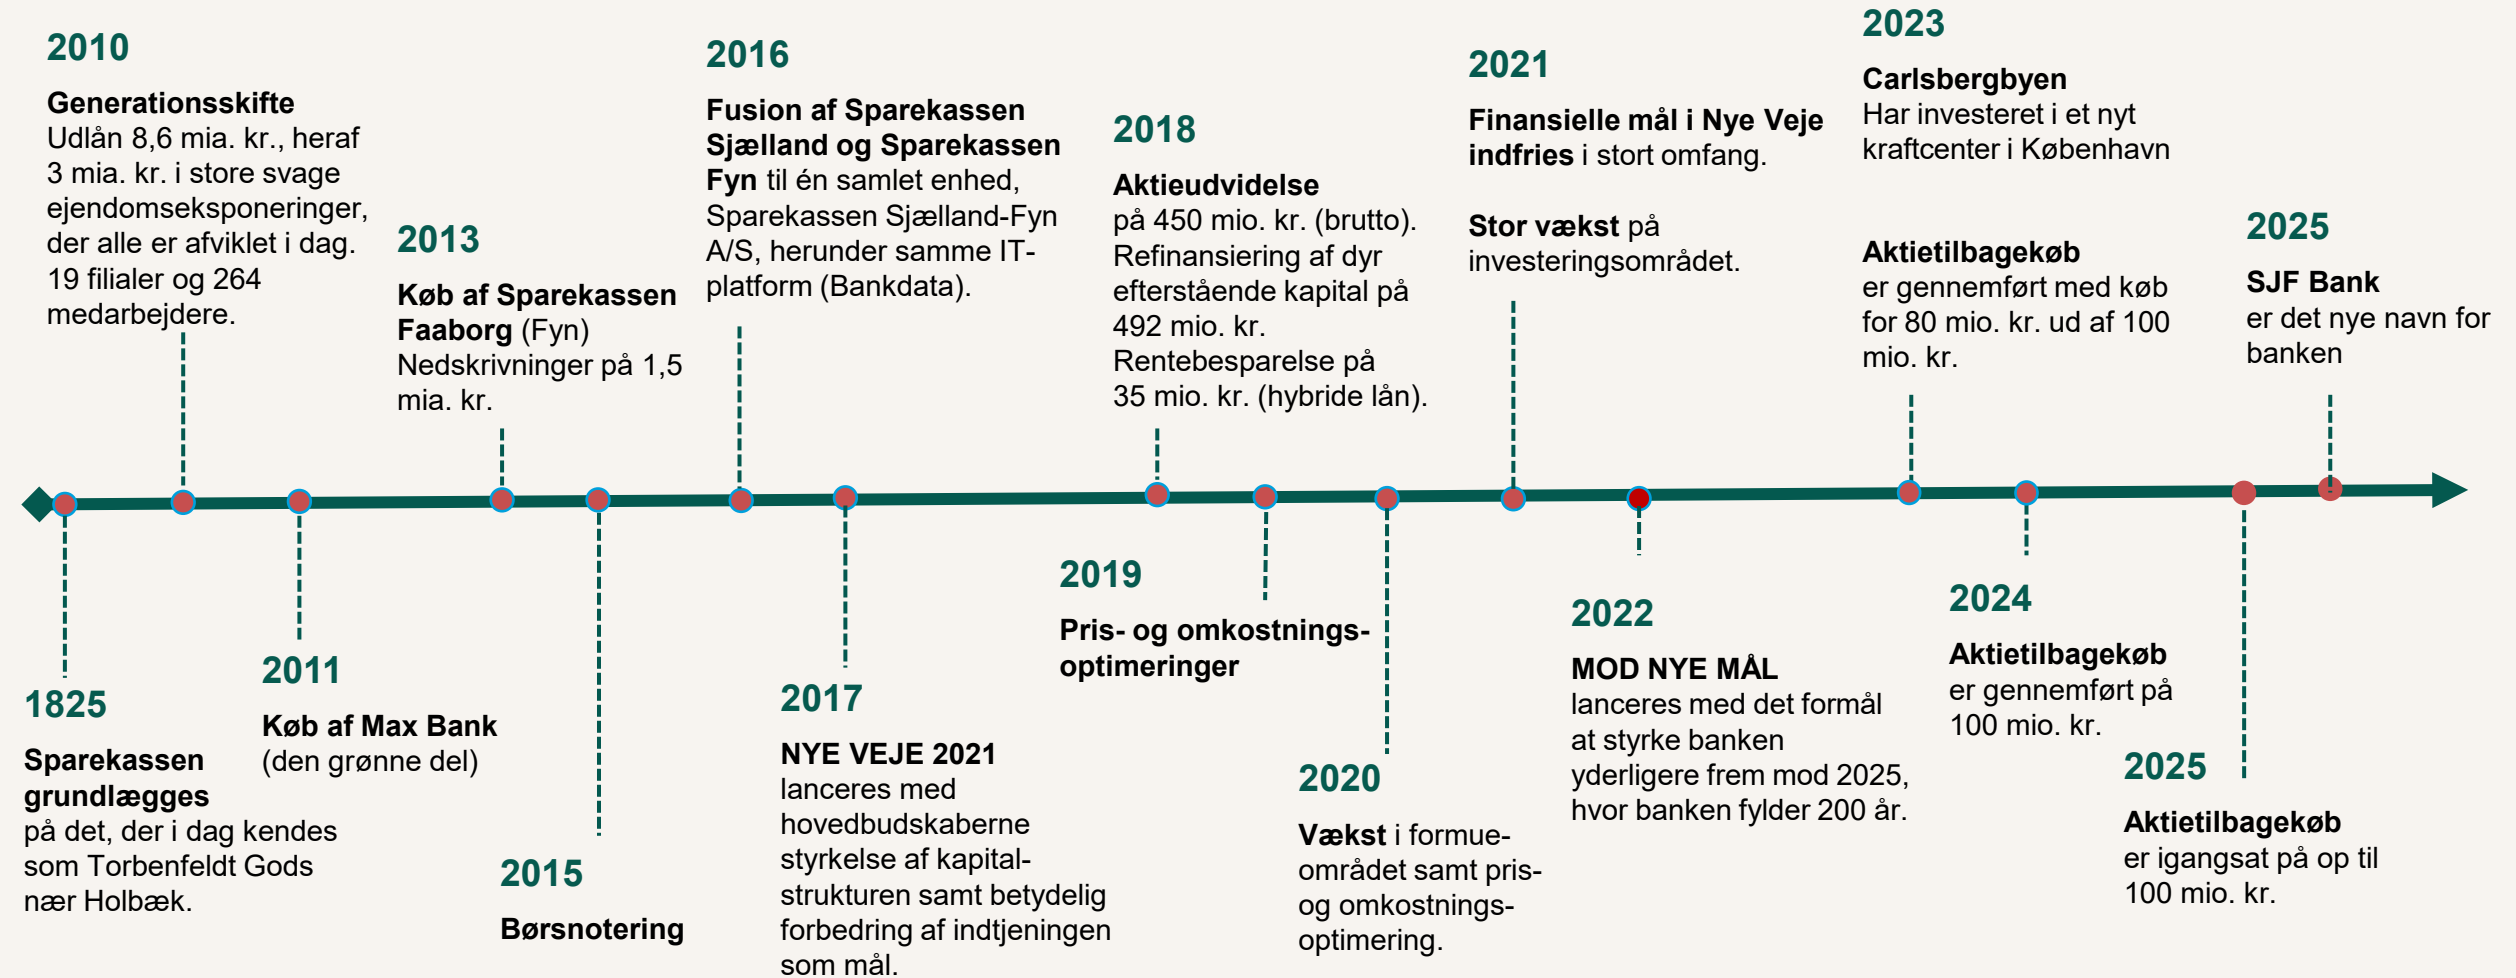 2010
Generationsskifte
Udlån 8,6 mia. kr., heraf
3 mia. kr. i store svage
ejendomseksponeringer,
der alle er afviklet i dag.
19 filialer og 264
medarbejdere.
2013
Køb af Sparekassen
Faaborg (Fyn)
Nedskrivninger på 1,5
mia. kr.
2016
Fusion af Sparekassen
Sjælland og Sparekassen
Fyn til én samlet enhed,
Sparekassen Sjælland-Fyn
A/S, herunder samme IT-
platform (Bankdata).
2018
Aktieudvidelse
på 450 mio. kr. (brutto).
Refinansiering af dyr
efterstående kapital på
492 mio. kr.
Rentebesparelse på
35 mio. kr. (hybride lån).
2021
Finansielle mål i Nye Veje
indfries i stort omfang.
Stor vækst på
investeringsområdet.
2023
Carlsbergbyen
Har investeret i et nyt
kraftcenter i København
Aktietilbagekøb
er gennemført med køb
for 80 mio. kr. ud af 100
mio. kr.
2025
SJF Bank
er det nye navn for
banken
1825
Sparekassen
grundlægges
på det, der i dag kendes
som Torbenfeldt Gods
nær Holbæk.
2011
Køb af Max Bank
(den grønne del)
2015
Børsnotering
2017
NYE VEJE 2021
lanceres med
hovedbudskaberne
styrkelse af kapital-
strukturen samt betydelig
forbedring af indtjeningen
som mål.
2019
Pris- og omkostnings-
optimeringer
2020
Vækst i formue-
området samt pris-
og omkostnings-
optimering.
2022
MOD NYE MÅL
lanceres med det formål
at styrke banken
yderligere frem mod 2025,
hvor banken fylder 200 år.
2024
Aktietilbagekøb
er gennemført på
100 mio. kr.
2025
Aktietilbagekøb
er igangsat på op til
100 mio. kr.